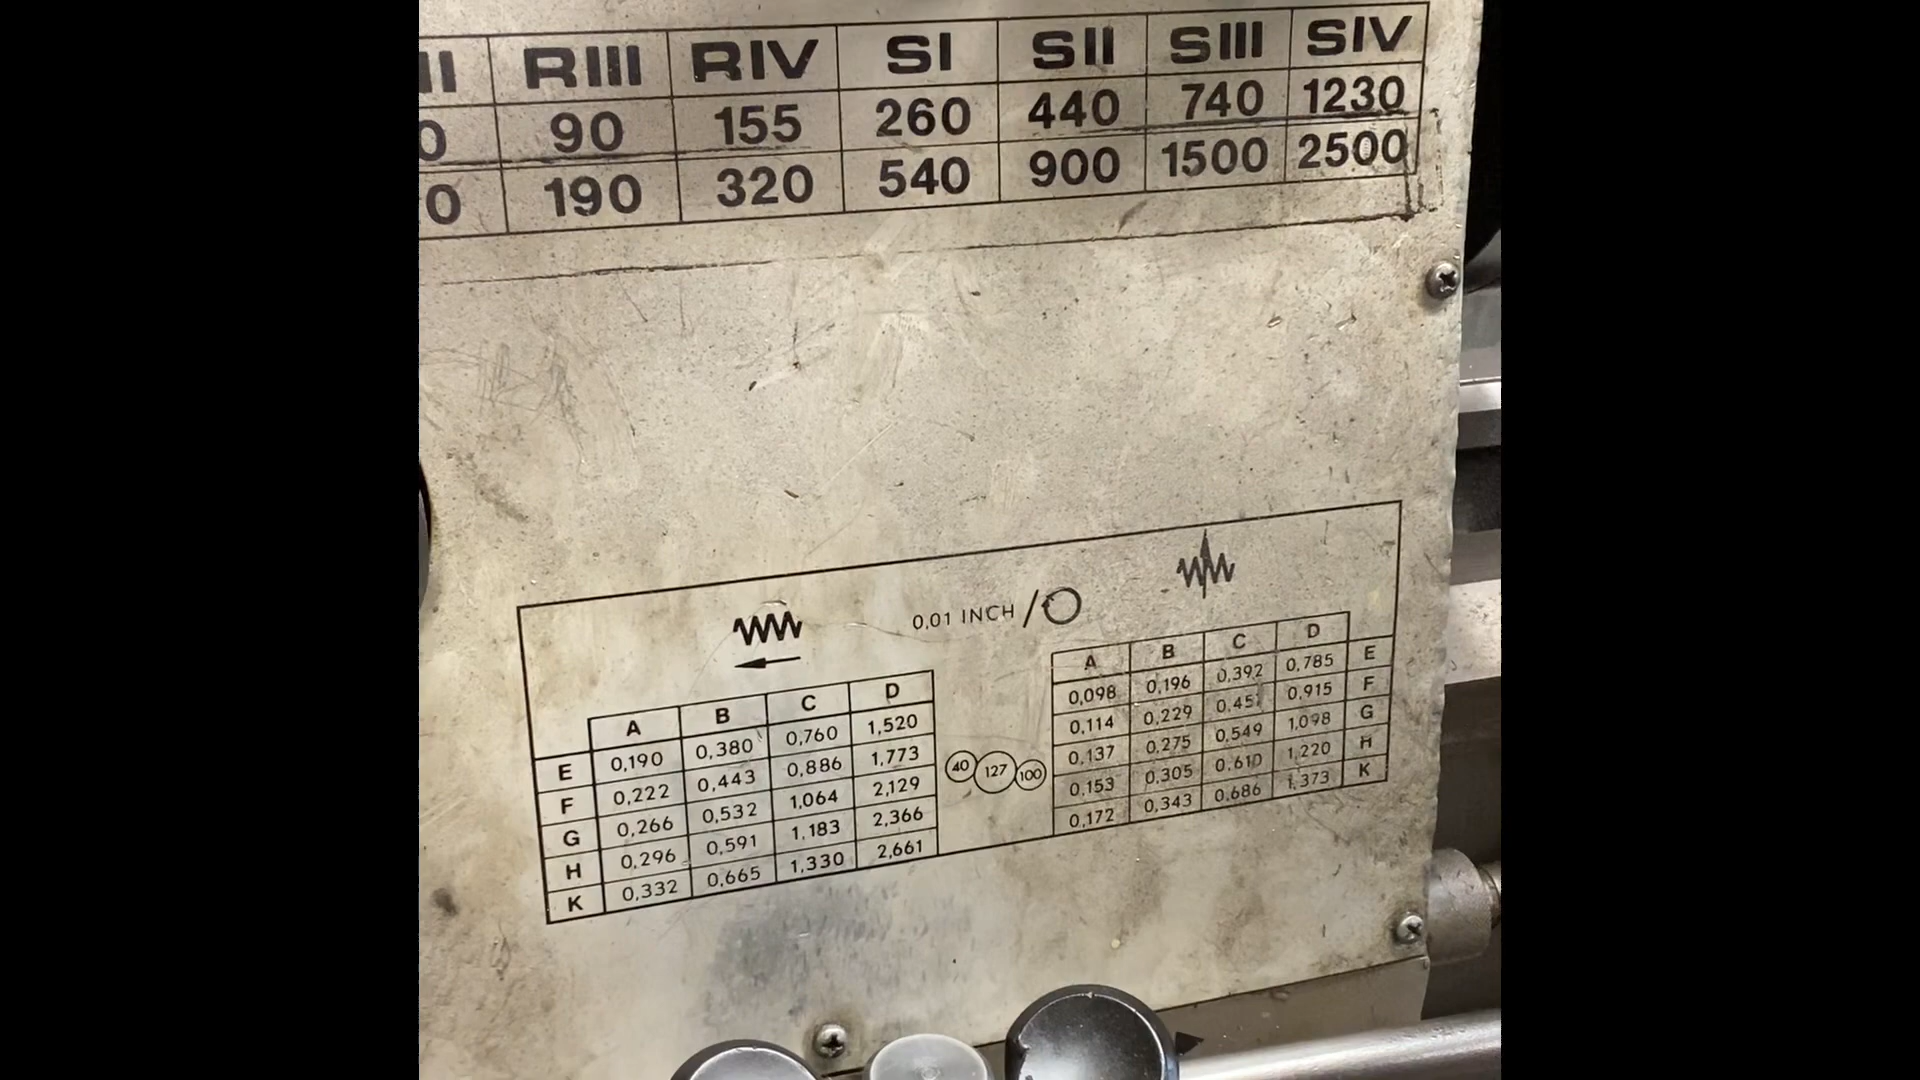 RIII RIV SI SII SIII SIV
90 155 260 440 740 1230
190 320 540 900 1500 2500
0,01 INCH/
A B C D
E 0,190 0,380 0,760 1,520
F 0,222 0,443 0,886 1,773
G 0,266 0,532 1,064 2,129
H 0,296 0,591 1,183 2,366
K 0,332 0,665 1,330 2,661
40 127 100
A B C D
0,098 0,196 0,392 0,785 E
0,114 0,229 0,457 0,915 F
0,137 0,275 0,549 1,098 G
0,153 0,305 0,610 1,220 H
0,172 0,343 0,686 1,373 K